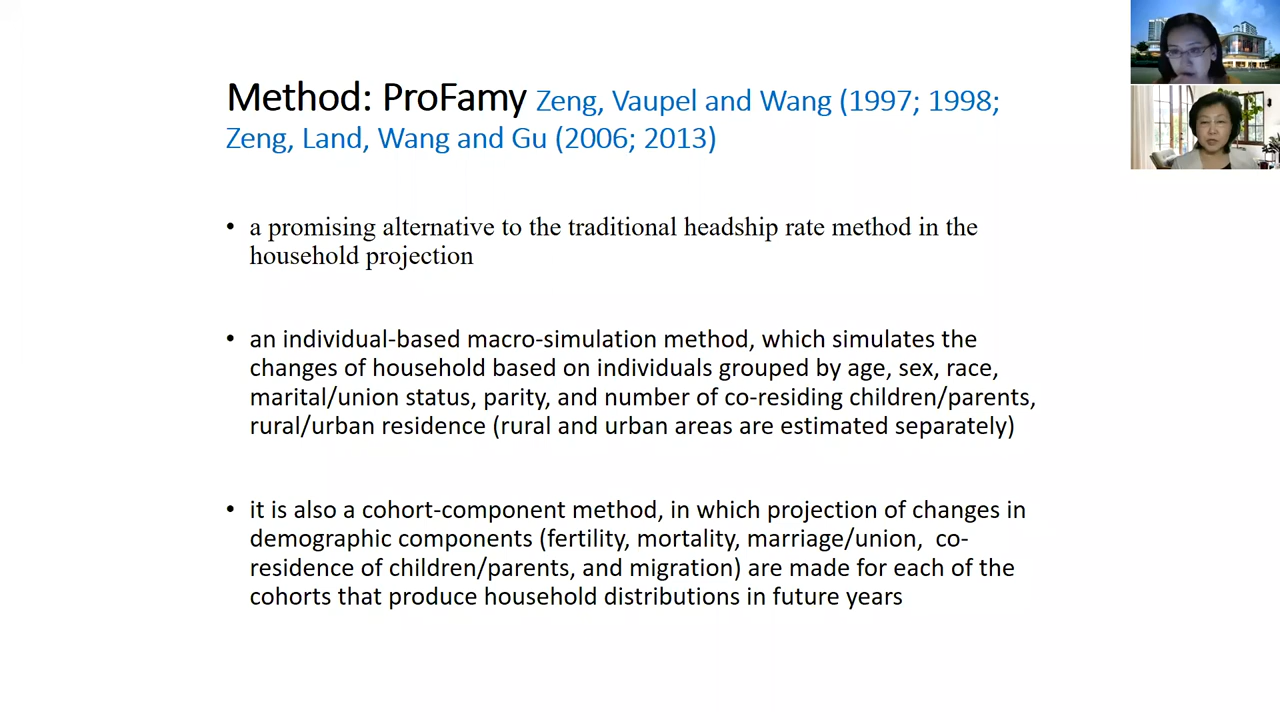 Method: ProFamy Zeng, Vaupel and Wang (1997; 1998;
Zeng, Land, Wang and Gu (2006; 2013)
• a promising alternative to the traditional headship rate method in the
household projection
• an individual-based macro-simulation method, which simulates the
changes of household based on individuals grouped by age, sex, race,
marital/union status, parity, and number of co-residing children/parents,
rural/urban residence (rural and urban areas are estimated separately)
• it is also a cohort-component method, in which projection of changes in
demographic components (fertility, mortality, marriage/union, co-
residence of children/parents, and migration) are made for each of the
cohorts that produce household distributions in future years